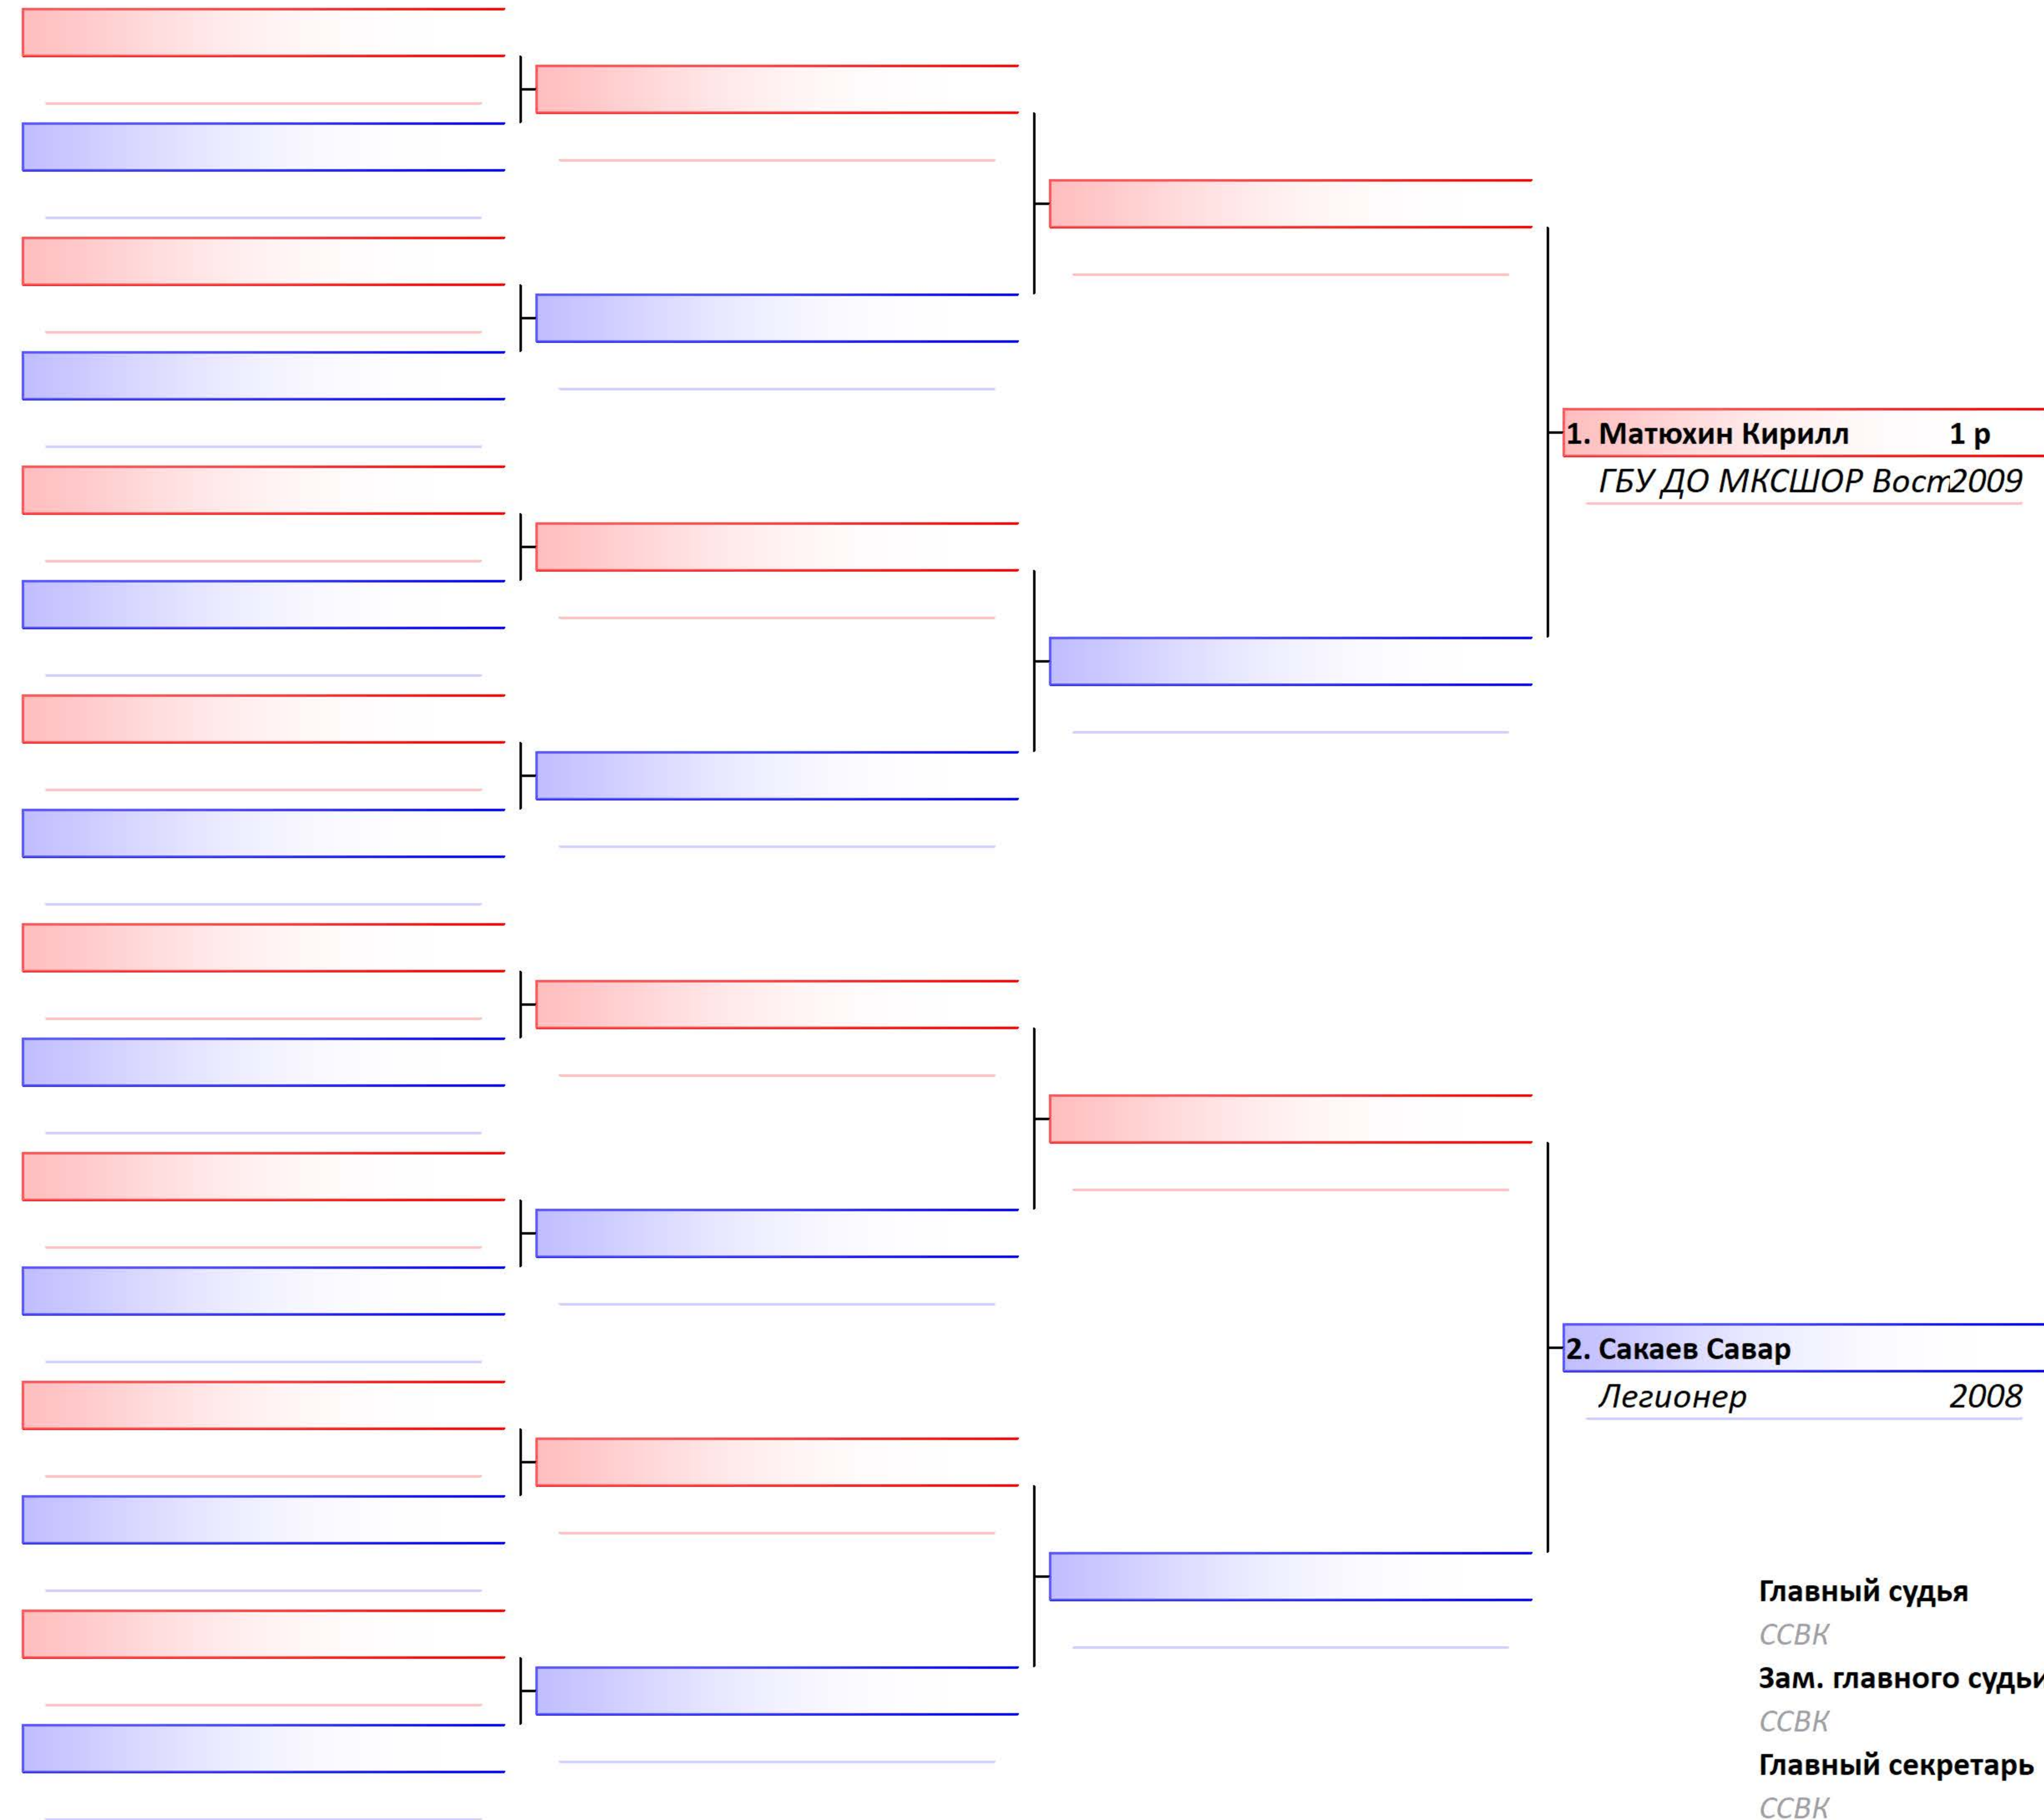 1. Матюхин Кирилл 1 р
ГБУ ДО МКСШОР Вост2009
2. Сакаев Савар
Легионер 2008
Главный судья
ССВК
Зам. главного судьи
ССВК
Главный секретарь
ССВК